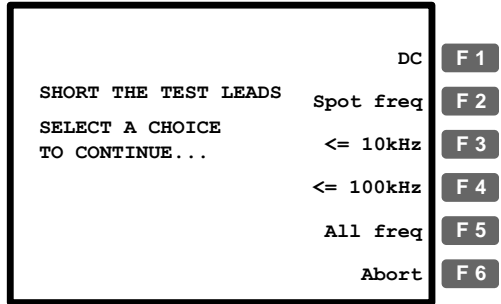 DC F 1
SHORT THE TEST LEADS
Spot freq F 2
SELECT A CHOICE
TO CONTINUE...
<= 10kHz F 3
<= 100kHz F 4
All freq F 5
Abort F 6